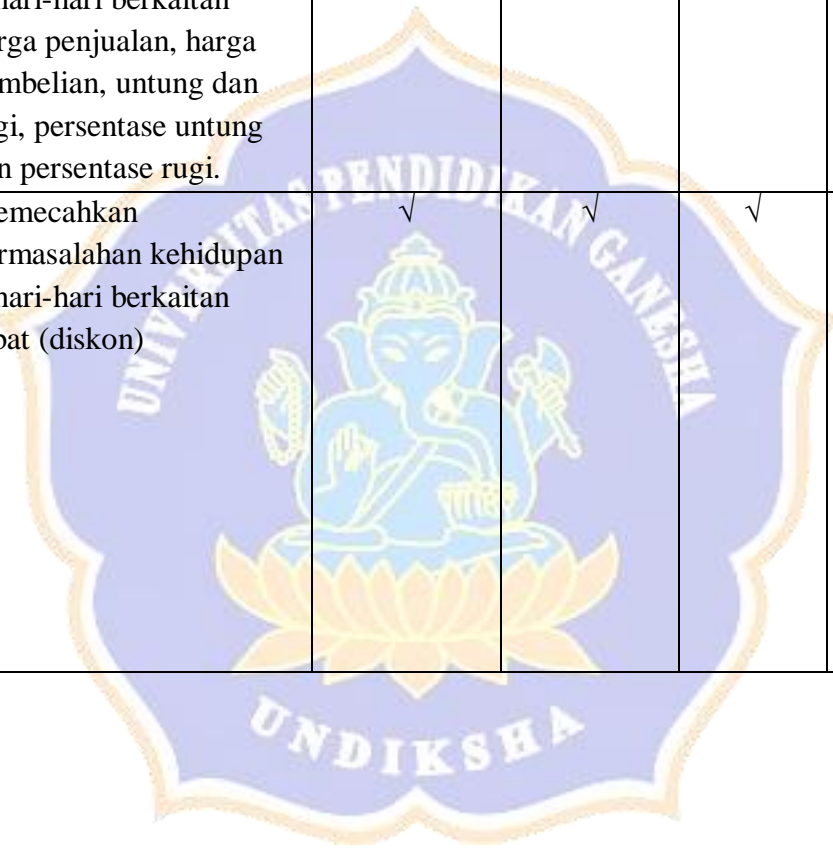 hari-hari berkaitan
rga penjualan, harga
mbelian, untung dan
gi, persentase untung
n persentase rugi.
emecahkan √ √ √
rmasalahan kehidupan
hari-hari berkaitan
bat (diskon)
UNIVERSITAS PENDIDIKAN GANESHA
UNDIKSHA